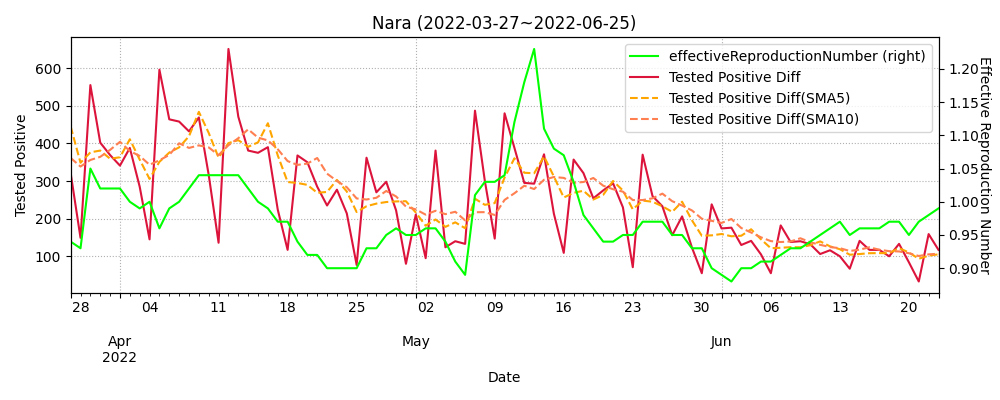 Nara (2022-03-27~2022-06-25)
effectiveReproductionNumber (right)
Tested Positive Diff
Tested Positive Diff(SMA5)
Tested Positive Diff(SMA10)
Tested Positive
600
500
400
300
200
100
Effective Reproduction Number
1.20
1.15
1.10
1.05
1.00
0.95
0.90
28 04 11 18 25 02 09 16 23 30 06 13 20
Apr May Jun
2022
Date